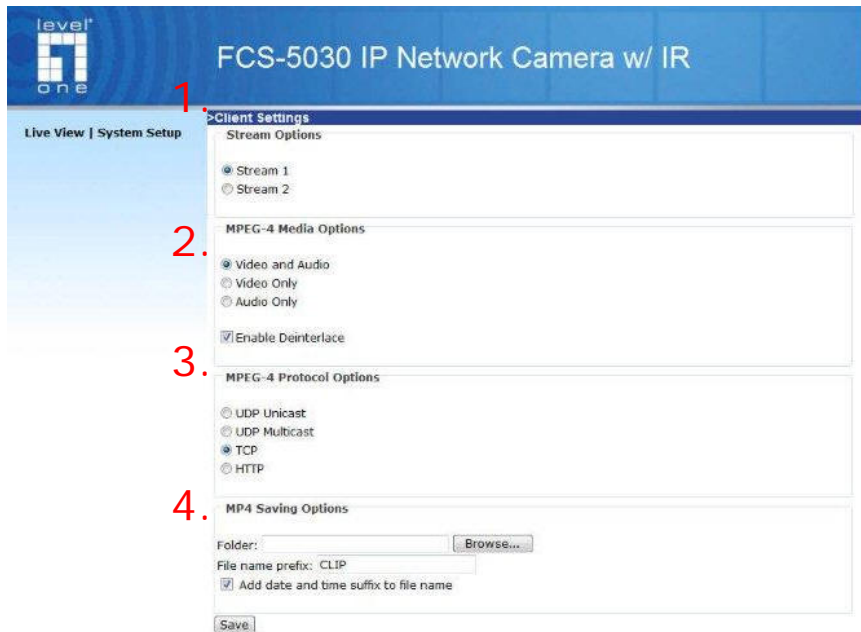 level
one
FCS-5030 IP Network Camera w/ IR
Live View | System Setup
1.
>Client Settings
Stream Options
Stream 1
Stream 2
2.
MPEG-4 Media Options
Video and Audio
Video Only
Audio Only
Enable Deinterlace
3.
MPEG-4 Protocol Options
UDP Unicast
UDP Multicast
TCP
HTTP
4.
MP4 Saving Options
Folder: Browse...
File name prefix: CLIP
Add date and time suffix to file name
Save